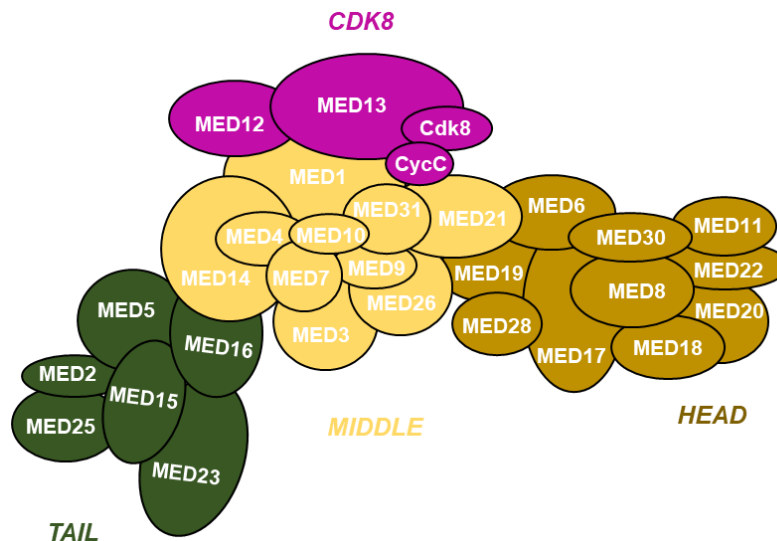 CDK8
MED13
MED12
Cdk8
CycC
MED1
MED31
MED21
MED6
MED11
MED4
MED10
MED30
MED14
MED7
MED9
MED19
MED22
MED26
MED8
MED20
MED5
MED3
MED28
MED16
MED17
MED18
MED2
MED15
MED25
MIDDLE
HEAD
MED23
TAIL